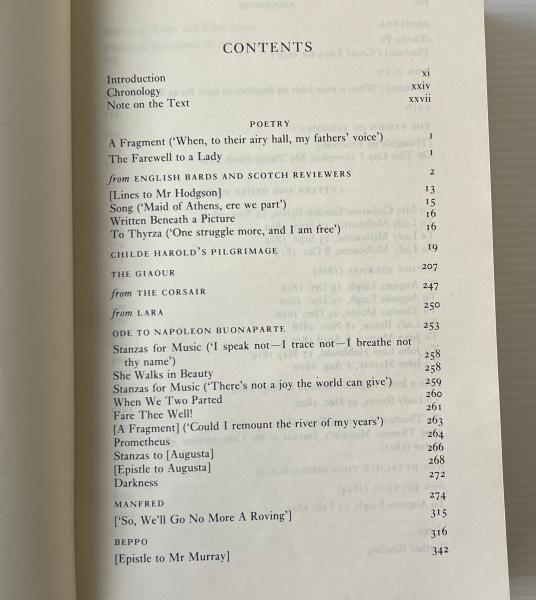 CONTENTS
Introduction xi
Chronology xxiv
Note on the Text xxvii
POETRY
A Fragment (‘When, to their airy hall, my fathers’ voice’) 1
The Farewell to a Lady 1
from ENGLISH BARDS AND SCOTCH REVIEWERS 2
[Lines to Mr Hodgson] 13
Song (‘Maid of Athens, ere we part’) 15
Written Beneath a Picture 16
To Thyrza (‘One struggle more, and I am free’) 16
CHILDE HAROLD’S PILGRIMAGE 19
THE GIAOUR 207
from THE CORSAIR 247
from LARA 250
ODE TO NAPOLEON BUONAPARTE 253
Stanzas for Music (‘I speak not—I trace not—I breathe not
thy name’) 258
She Walks in Beauty 258
Stanzas for Music (‘There’s not a joy the world can give’) 259
When We Two Parted 260
Fare Thee Well! 261
[A Fragment] (‘Could I remount the river of my years’) 263
Prometheus 264
Stanzas to [Augusta] 266
[Epistle to Augusta] 268
Darkness 272
MANFRED 274
[‘So, We’ll Go No More A Roving’] 315
BEPPO 316
[Epistle to Mr Murray] 342